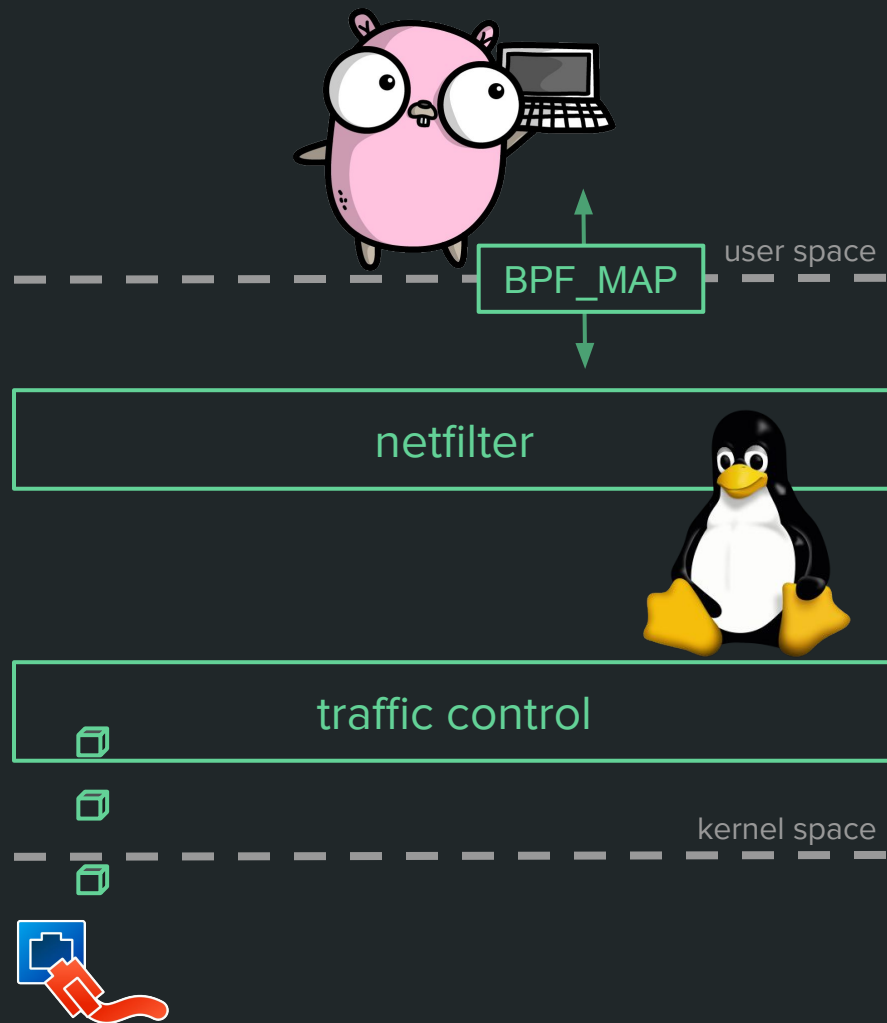 user space
BPF_MAP
netfilter
traffic control
kernel space